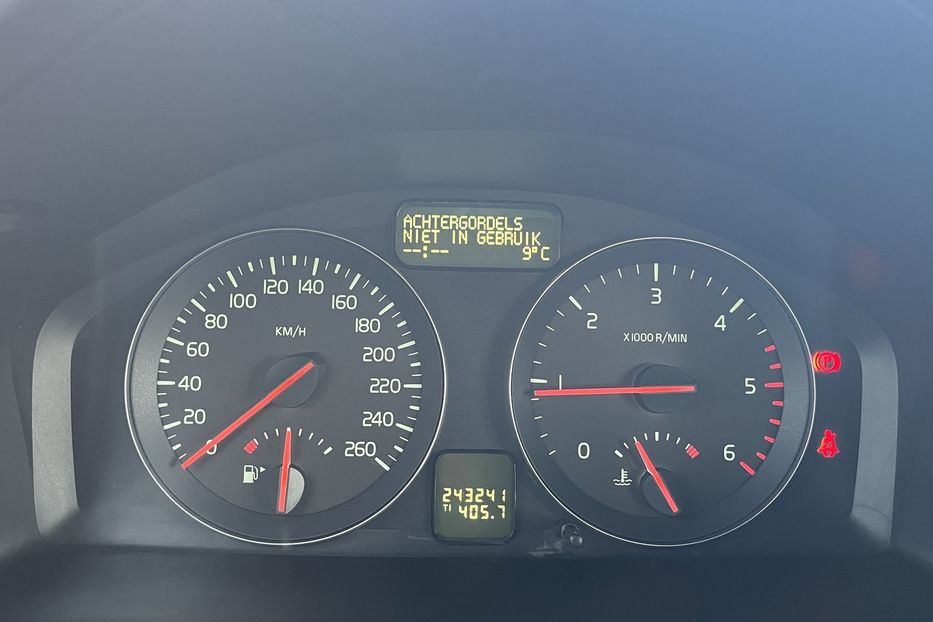 ACHTERGORDELS
NIET IN GEBRUIK
--:-- 9°C
0 20 40 60 80 100 120 140 160 180 200 220 240 260
KM/H
0 1 2 3 4 5 6
X1000 R/MIN
P
243241
T1 405.7